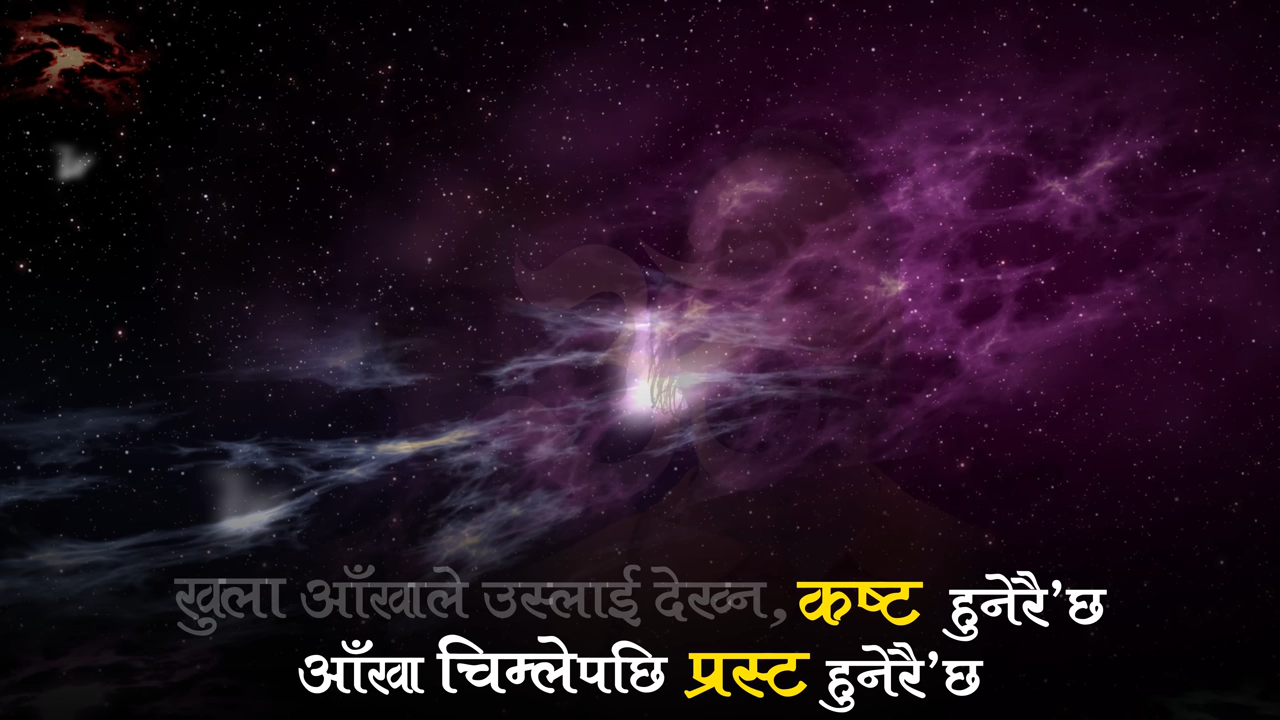 खुला आँखाले उस्लाई देख्न, कष्ट हुनेरै’छ
आँखा चिम्लेपछि प्रस्ट हुनेरै’छ